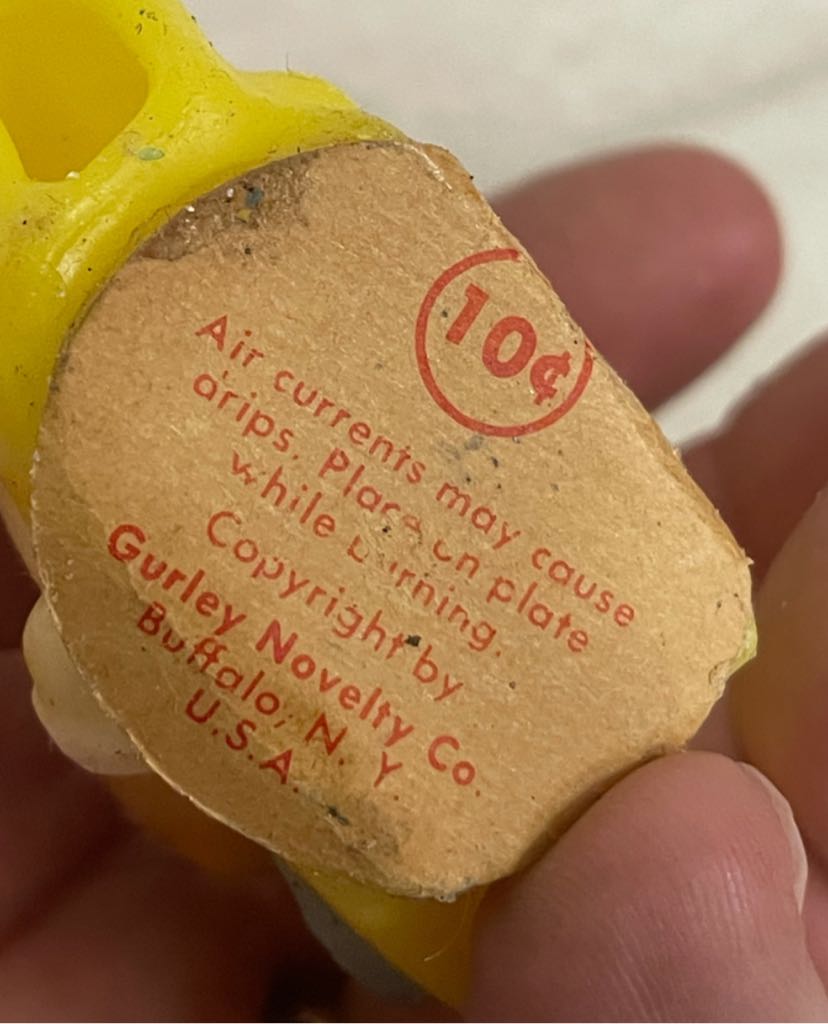 10¢
Air currents may cause
drips. Place on plate
while burning.
Copyright by
Gurley Novelty Co.
Buffalo, N. Y.
U.S.A.